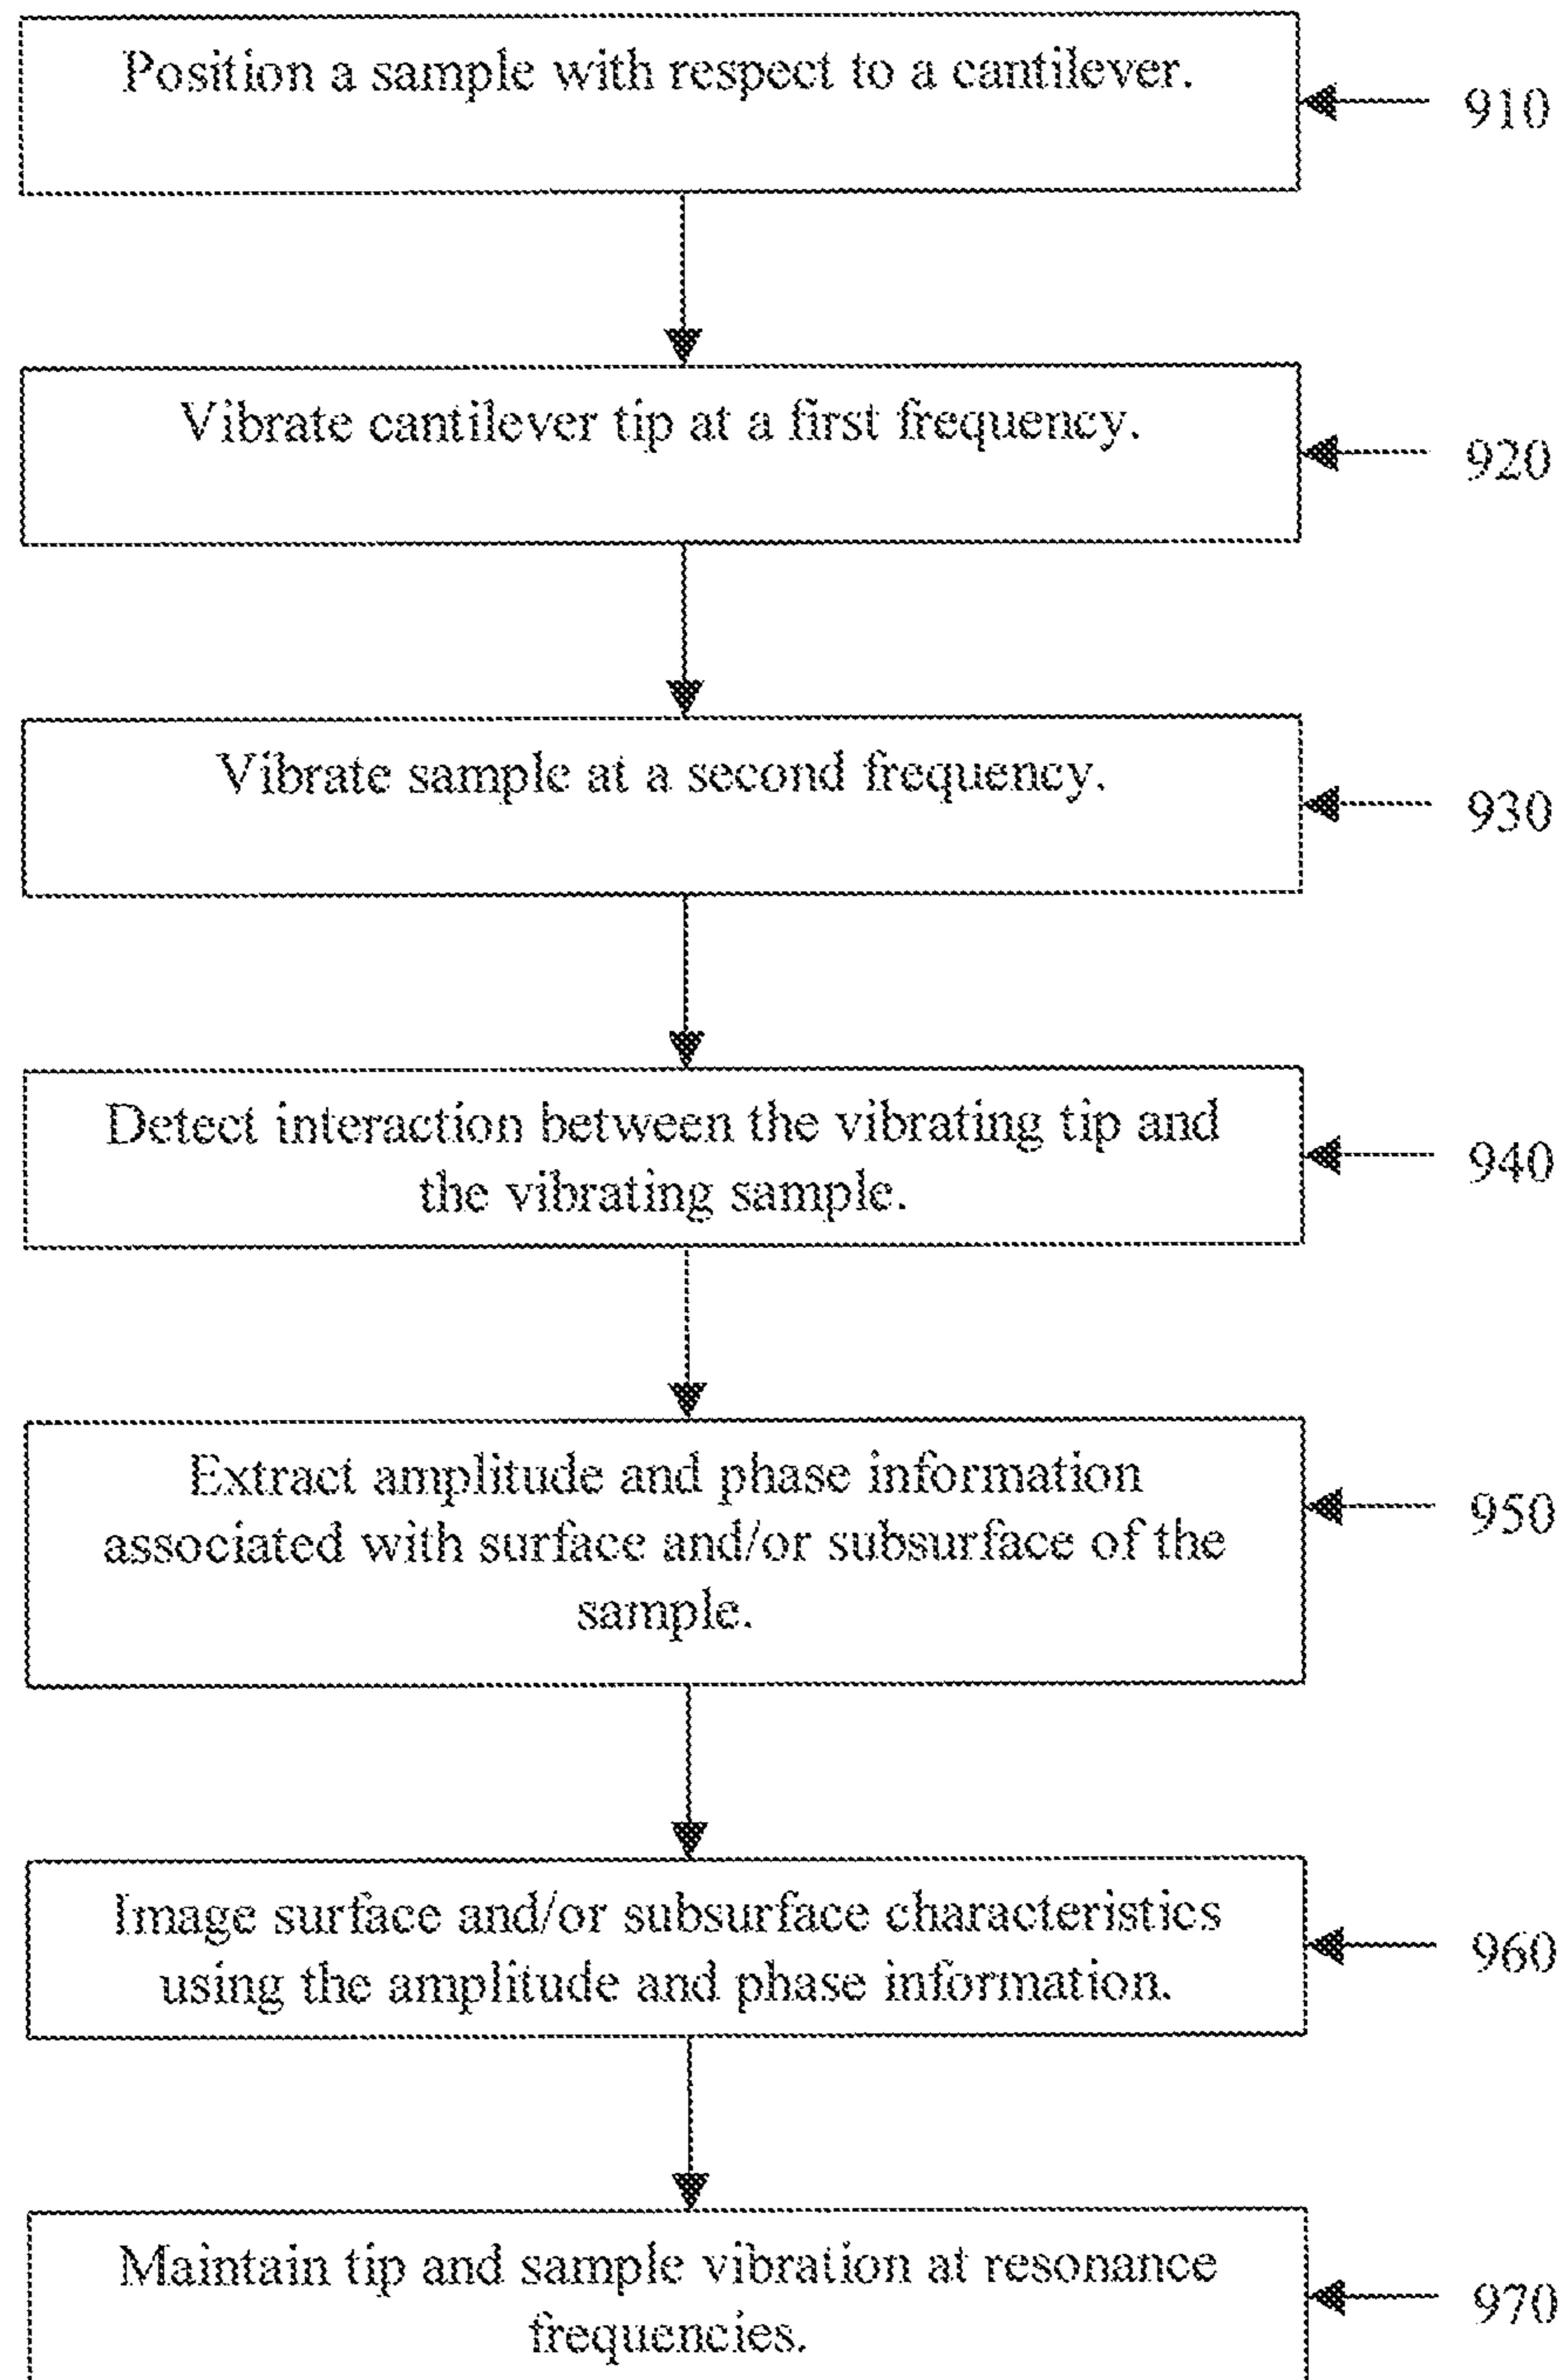 Position a sample with respect to a cantilever.
910
Vibrate cantilever tip at a first frequency.
920
Vibrate sample at a second frequency.
930
Detect interaction between the vibrating tip and
the vibrating sample.
940
Extract amplitude and phase information
associated with surface and/or subsurface of the
sample.
950
Image surface and/or subsurface characteristics
using the amplitude and phase information.
960
Maintain tip and sample vibration at resonance
frequencies.
970